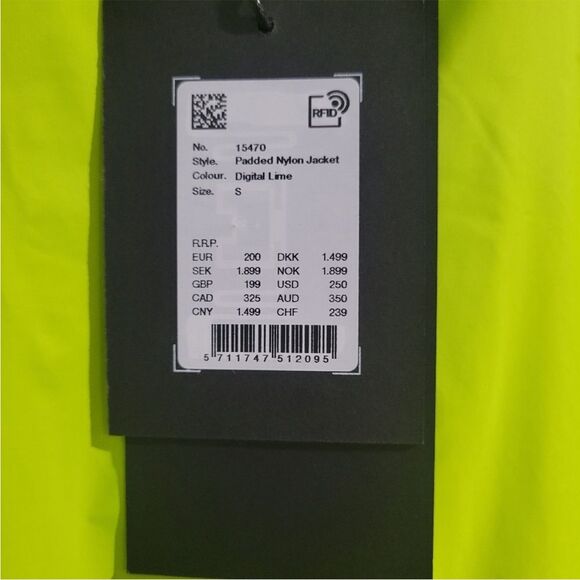 RFID
No. 15470
Style. Padded Nylon Jacket
Colour. Digital Lime
Size. S
R.R.P.
EUR 200 DKK 1.499
SEK 1.899 NOK 1.899
GBP 199 USD 250
CAD 325 AUD 350
CNY 1.499 CHF 239
5 711747 512095